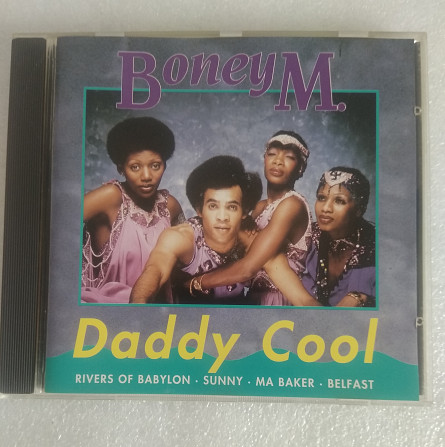 Boney M.
Daddy Cool
RIVERS OF BABYLON · SUNNY · MA BAKER · BELFAST